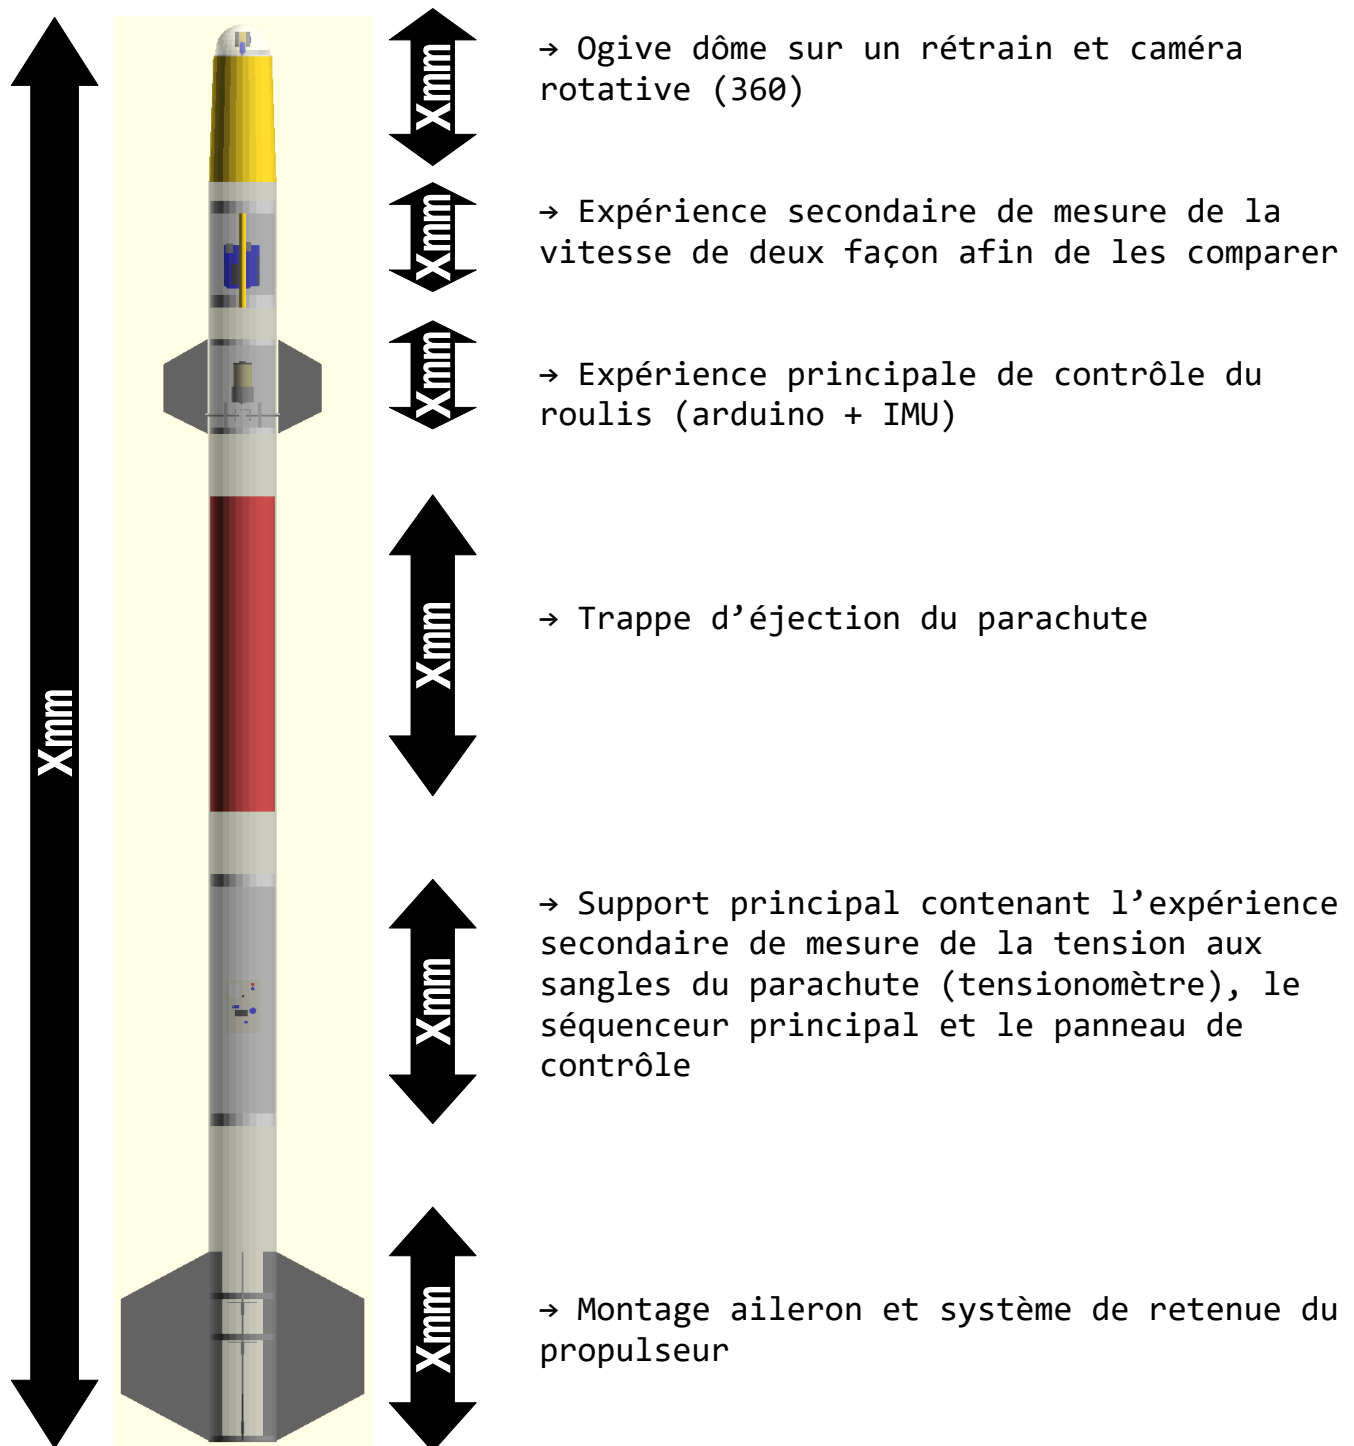 → Ogive dôme sur un rétrain et caméra
rotative (360)
Xmm
→ Expérience secondaire de mesure de la
vitesse de deux façon afin de les comparer
Xmm
→ Expérience principale de contrôle du
roulis (arduino + IMU)
Xmm
→ Trappe d’éjection du parachute
Xmm
Xmm
→ Support principal contenant l’expérience
secondaire de mesure de la tension aux
sangles du parachute (tensionomètre), le
séquenceur principal et le panneau de
contrôle
Xmm
→ Montage aileron et système de retenue du
propulseur
Xmm